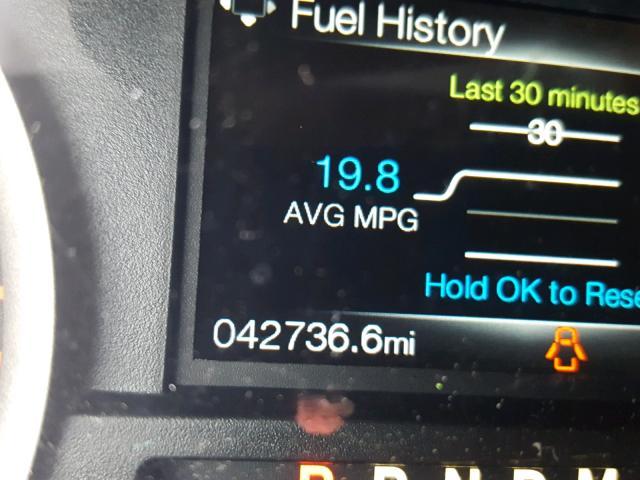 Fuel History
Last 30 minutes
30
19.8
AVG MPG
Hold OK to Rese
042736.6mi
P R N D M